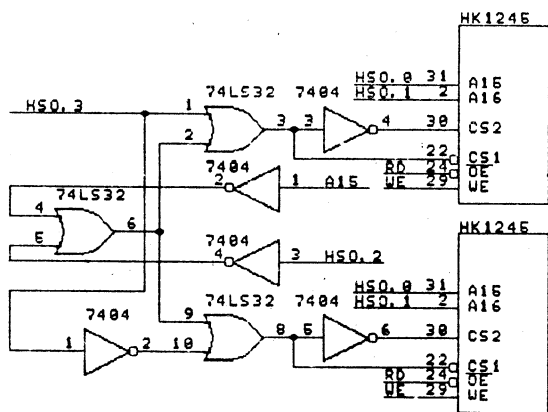 HK1245
HSO.0 31 A15
HSO.1 2 A16
74LS32 7404
HSO.3 1
2 3 3 4 30 CS2
22 CS1
RD 24 OE
WE 29 WE
7404
2 1 A15
74LS32
4
5 6
7404
4 3 HSO.2
HK1245
HSO.0 31 A15
HSO.1 2 A16
74LS32 7404
9
10 8 5 6 30 CS2
7404
1 2
22 CS1
RD 24 OE
WE 29 WE